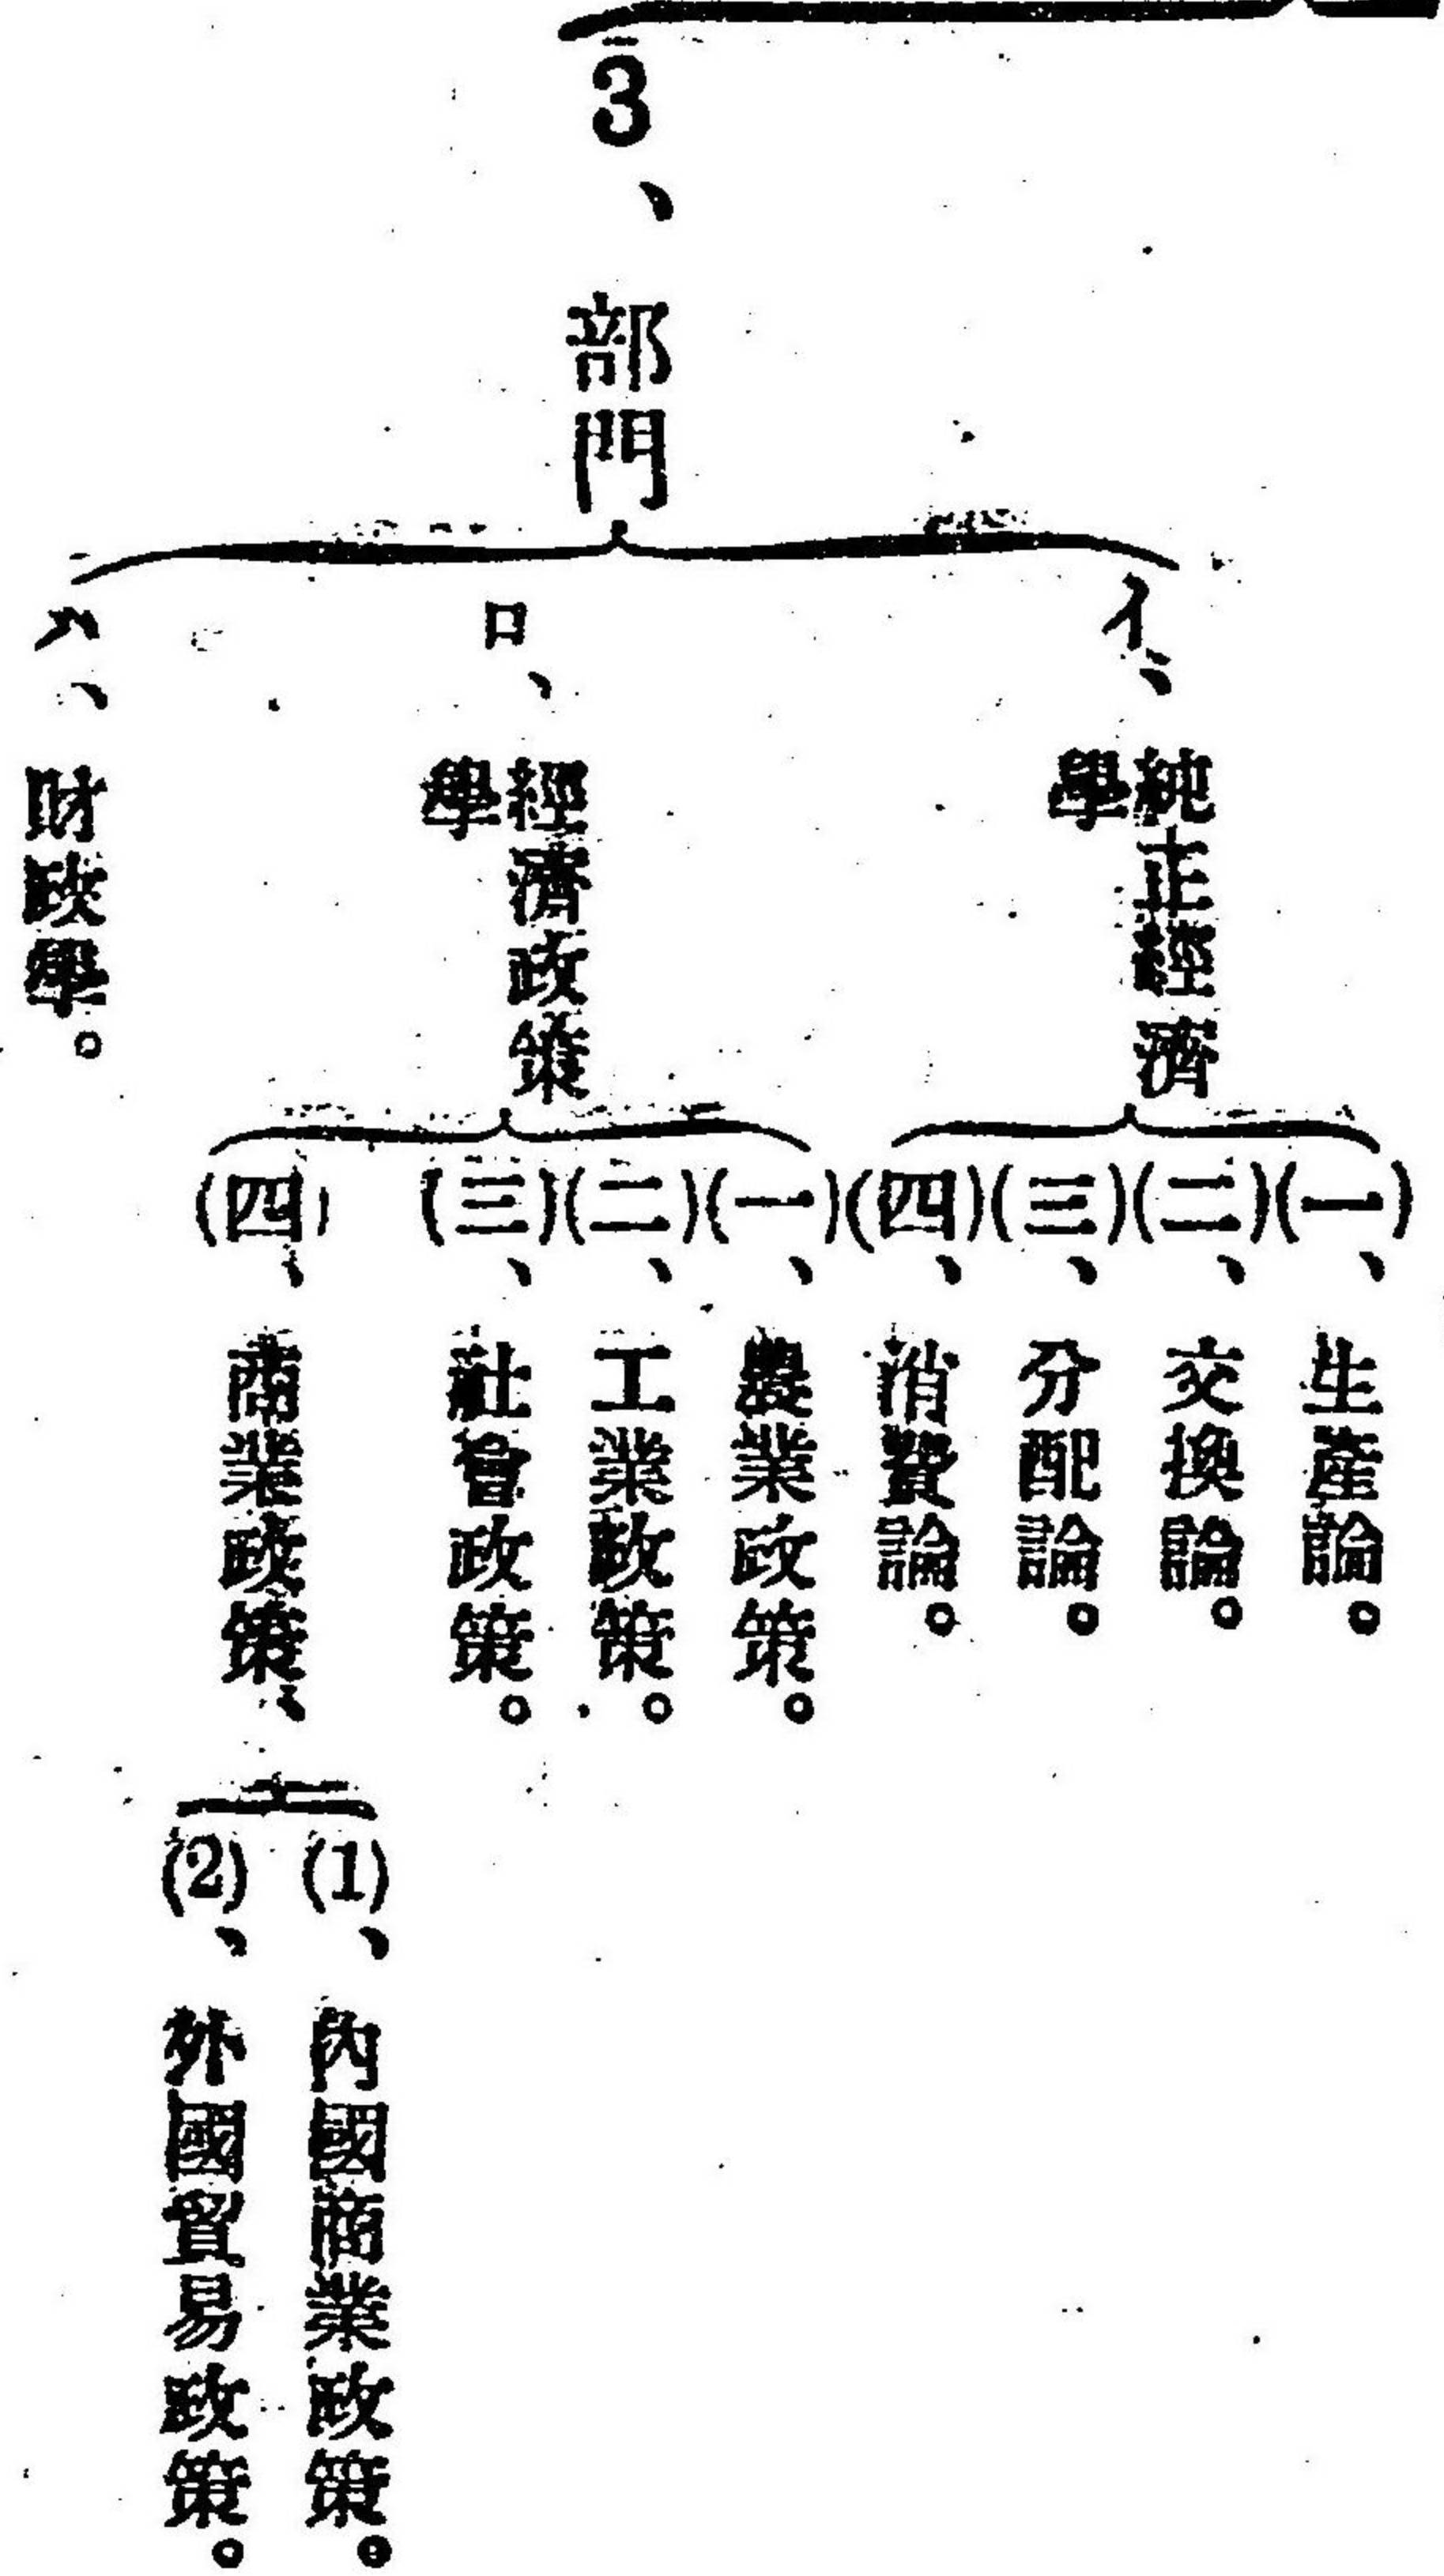 3、部門
イ、純正經濟學
(一)、生產論。
(二)、交換論。
(三)、分配論。
(四)、消費論。
ロ、經濟政策學
(一)、農業政策。
(二)、工業政策。
(三)、社會政策。
(四)、商業政策、
(1)、內國商業政策。
(2)、外國貿易政策。
ハ、財政學。